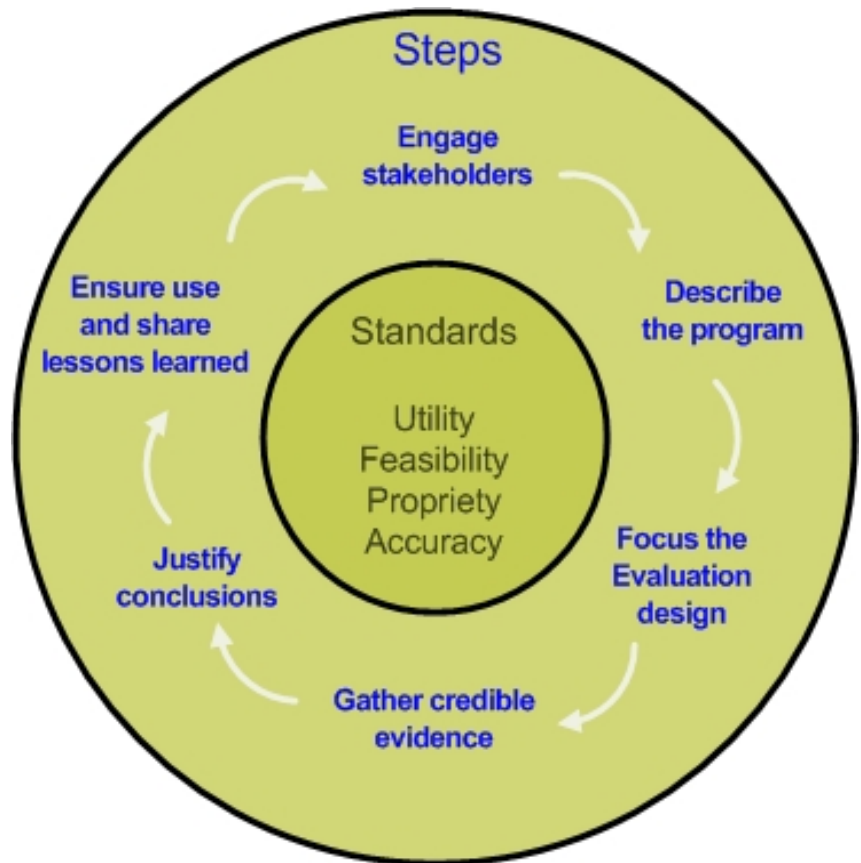 Steps
Engage
stakeholders
Describe
the program
Focus the
Evaluation
design
Gather credible
evidence
Justify
conclusions
Ensure use
and share
lessons learned
Standards
Utility
Feasibility
Propriety
Accuracy